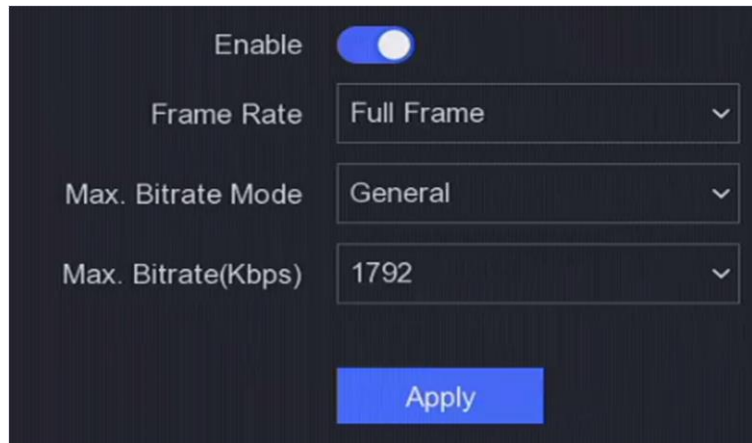 Enable
Frame Rate Full Frame
Max. Bitrate Mode General
Max. Bitrate(Kbps) 1792
Apply